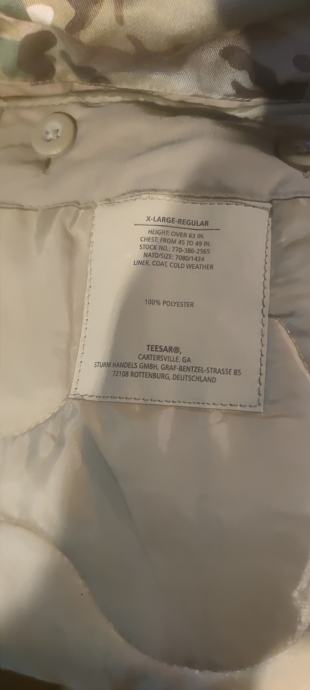 X-LARGE-REGULAR
HEIGHT: OVER 63 IN.
CHEST: FROM 45 TO 49 IN.
STOCK NO.: 770-386-2565
NATO/SIZE: 7080/1424
LINER, COAT, COLD WEATHER
100% POLYESTER
TEESAR®,
CARTERSVILLE, GA
STURM HANDELS GMBH, GRAF-BENTZEL-STRASSE 85
72108 ROTTENBURG, DEUTSCHLAND